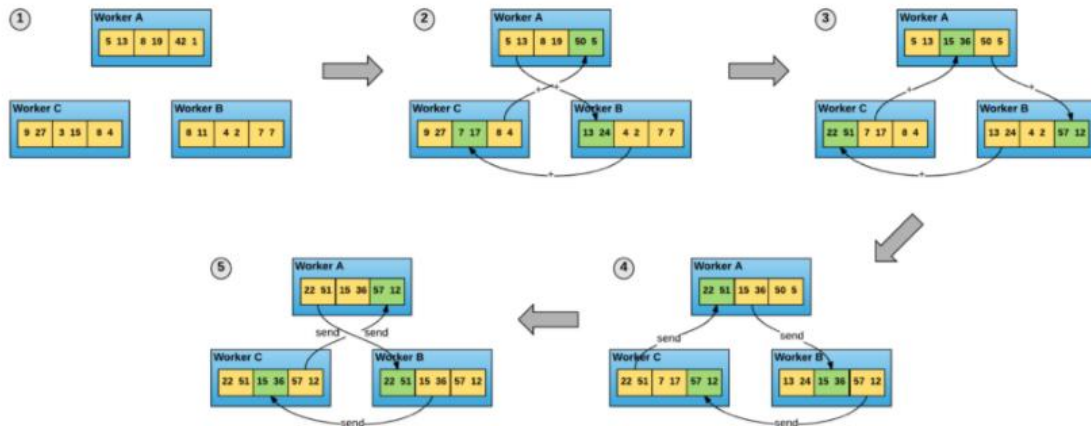 1
Worker A
5 13 8 19 42 1
Worker C
9 27 3 15 8 4
Worker B
8 11 4 2 7 7
2
Worker A
5 13 8 19 50 5
+ +
Worker C
9 27 7 17 8 4
Worker B
13 24 4 2 7 7
+
3
Worker A
5 13 15 36 50 5
+ +
Worker C
22 51 7 17 8 4
Worker B
13 24 4 2 57 12
+
5
Worker A
22 51 15 36 57 12
send send
Worker C
22 51 15 36 57 12
Worker B
22 51 15 36 57 12
send
4
Worker A
22 51 15 36 50 5
send send
Worker C
22 51 7 17 57 12
Worker B
13 24 15 36 57 12
send